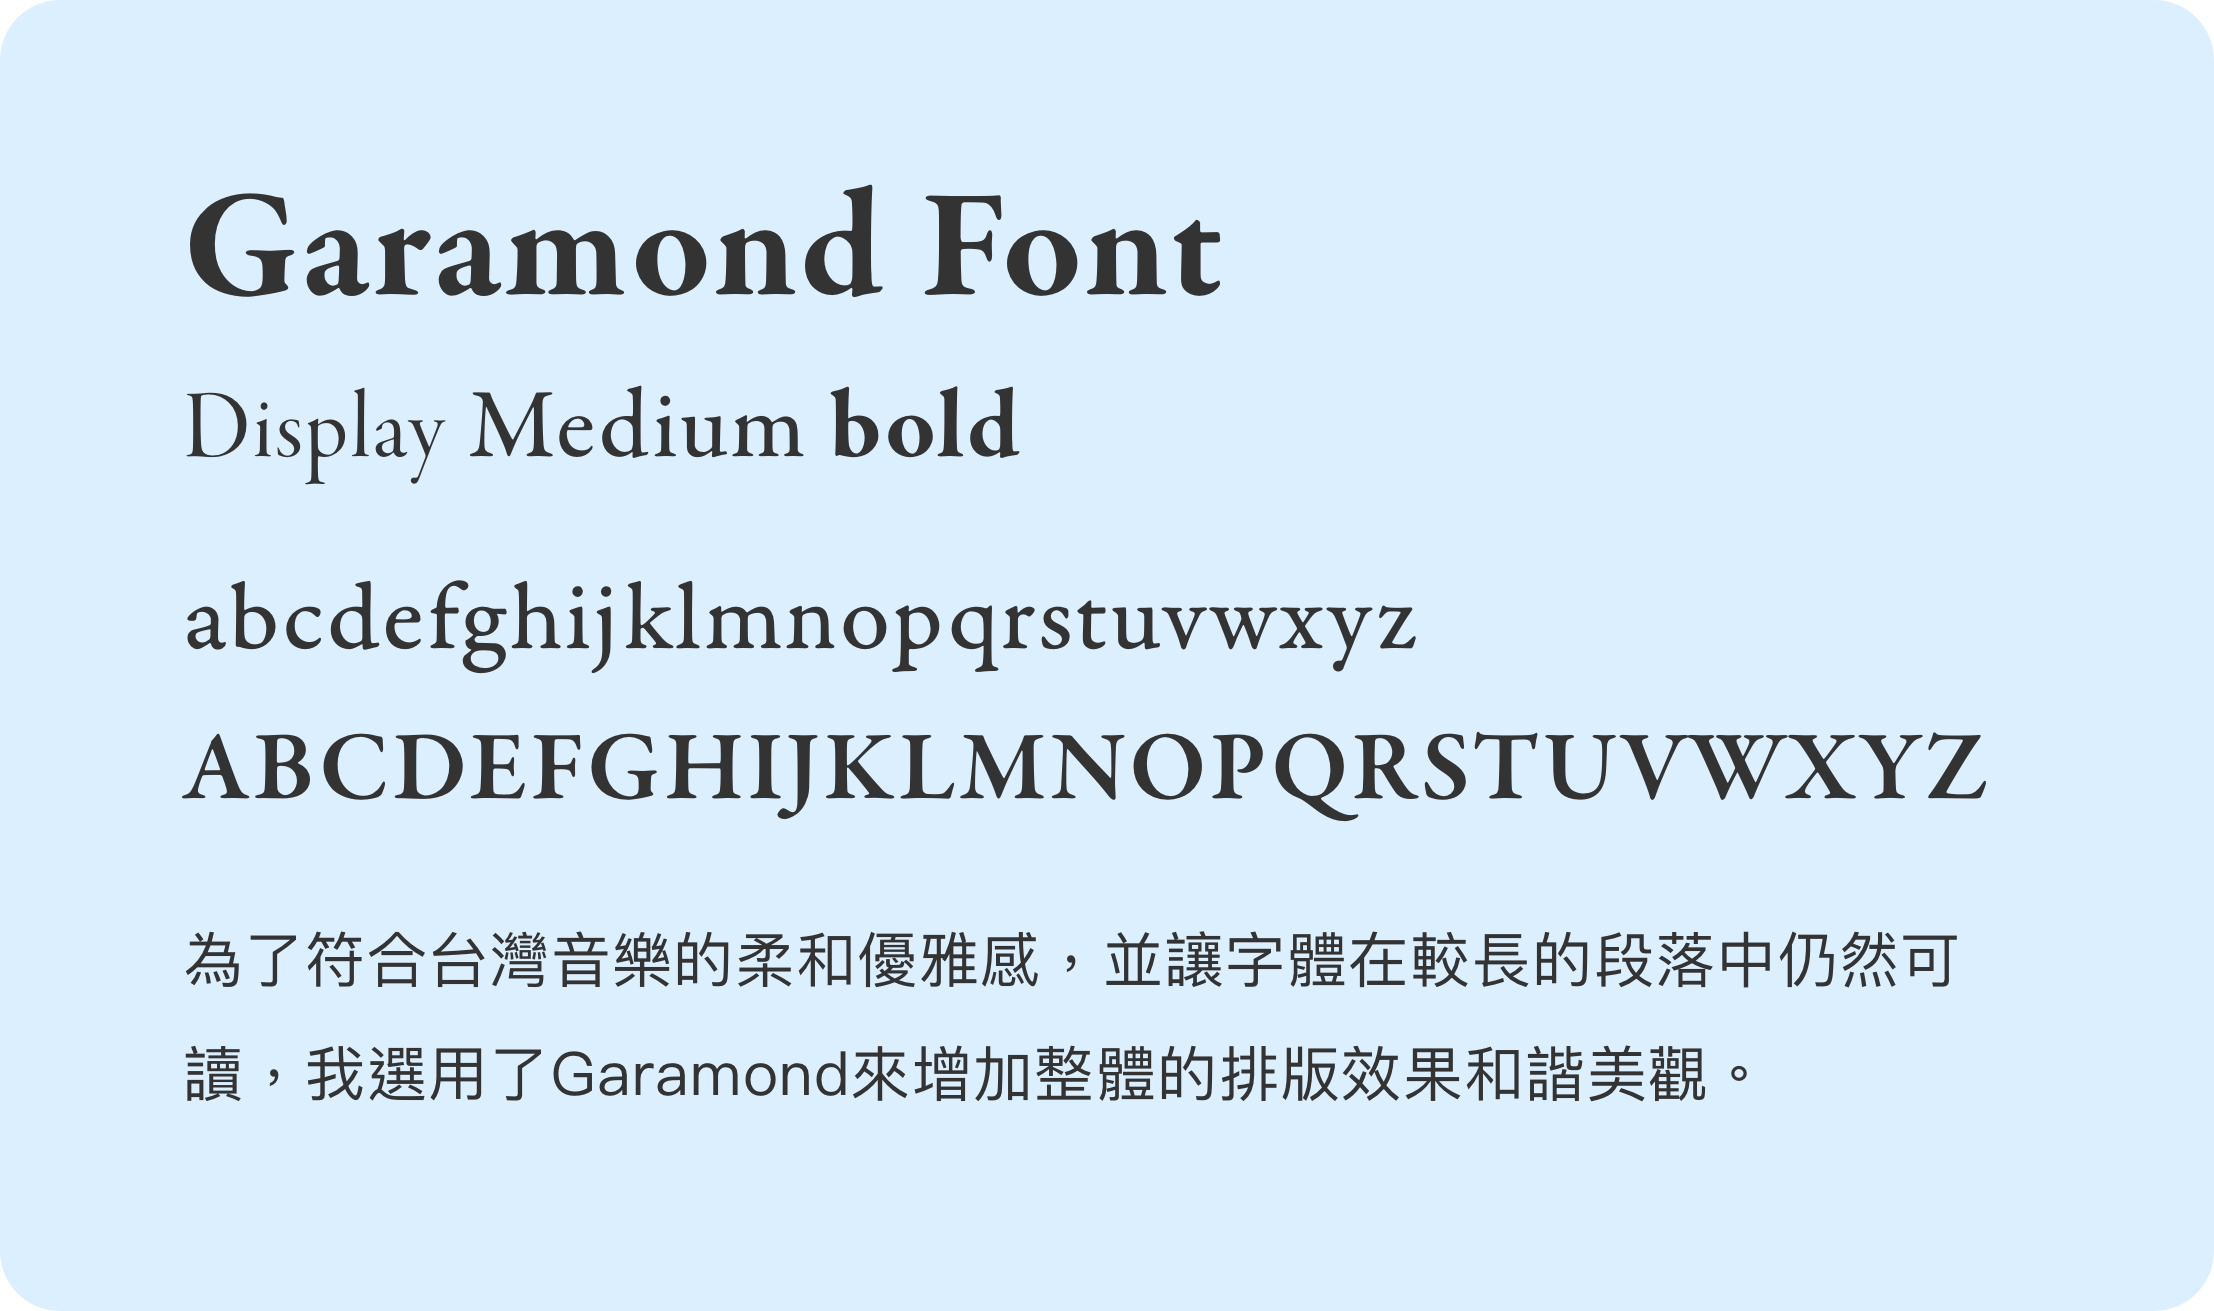 Garamond Font
Display Medium bold
abcdefghijklmnopqrstuvwxyz
ABCDEFGHIJKLMNOPQRSTUVWXYZ
為了符合台灣音樂的柔和優雅感，並讓字體在較長的段落中仍然可
讀，我選用了Garamond來增加整體的排版效果和諧美觀。